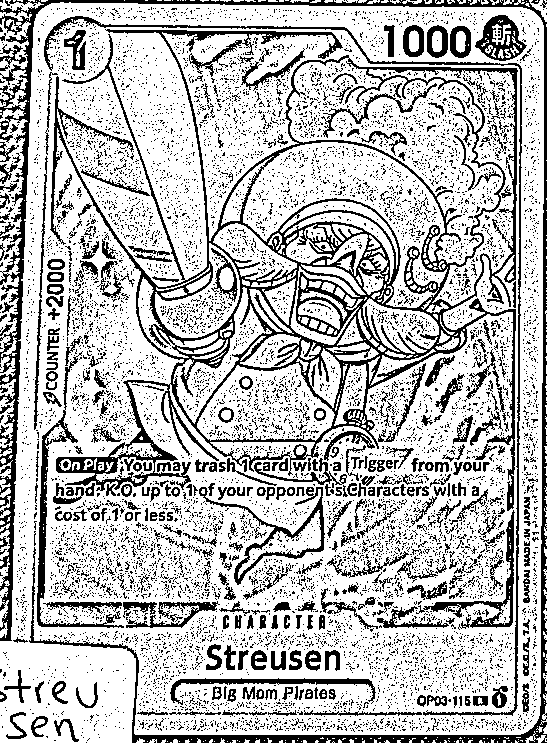 1
1000
斬
SLASH
COUNTER +2000
On Play You may trash 1 card with a Trigger from your
hand: K.O. up to 1 of your opponent's Characters with a
cost of 1 or less.
CHARACTER
Streusen
Big Mom Pirates
OP03-115 R 6
BANDAI MADE IN JAPAN
Streu
sen